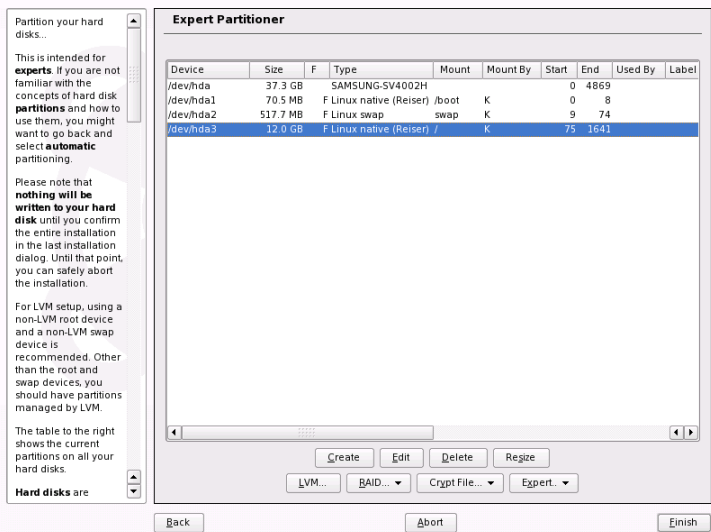 Partition your hard
disks...
This is intended for
experts. If you are not
familiar with the
concepts of hard disk
partitions and how to
use them, you might
want to go back and
select automatic
partitioning.
Please note that
nothing will be
written to your hard
disk until you confirm
the entire installation
in the last installation
dialog. Until that point,
you can safely abort
the installation.
For LVM setup, using a
non-LVM root device
and a non-LVM swap
device is
recommended. Other
than the root and
swap devices, you
should have partitions
managed by LVM.
The table to the right
shows the current
partitions on all your
hard disks.
Hard disks are
Expert Partitioner
Device Size F Type Mount Mount By Start End Used By Label
/dev/hda 37.3 GB SAMSUNG-SV4002H 0 4869
/dev/hda1 70.5 MB F Linux native (Reiser) /boot K 0 8
/dev/hda2 517.7 MB F Linux swap swap K 9 74
/dev/hda3 12.0 GB F Linux native (Reiser) / K 75 1641
Create Edit Delete Resize
LVM... RAID... Crypt File... Expert..
Back Abort Finish